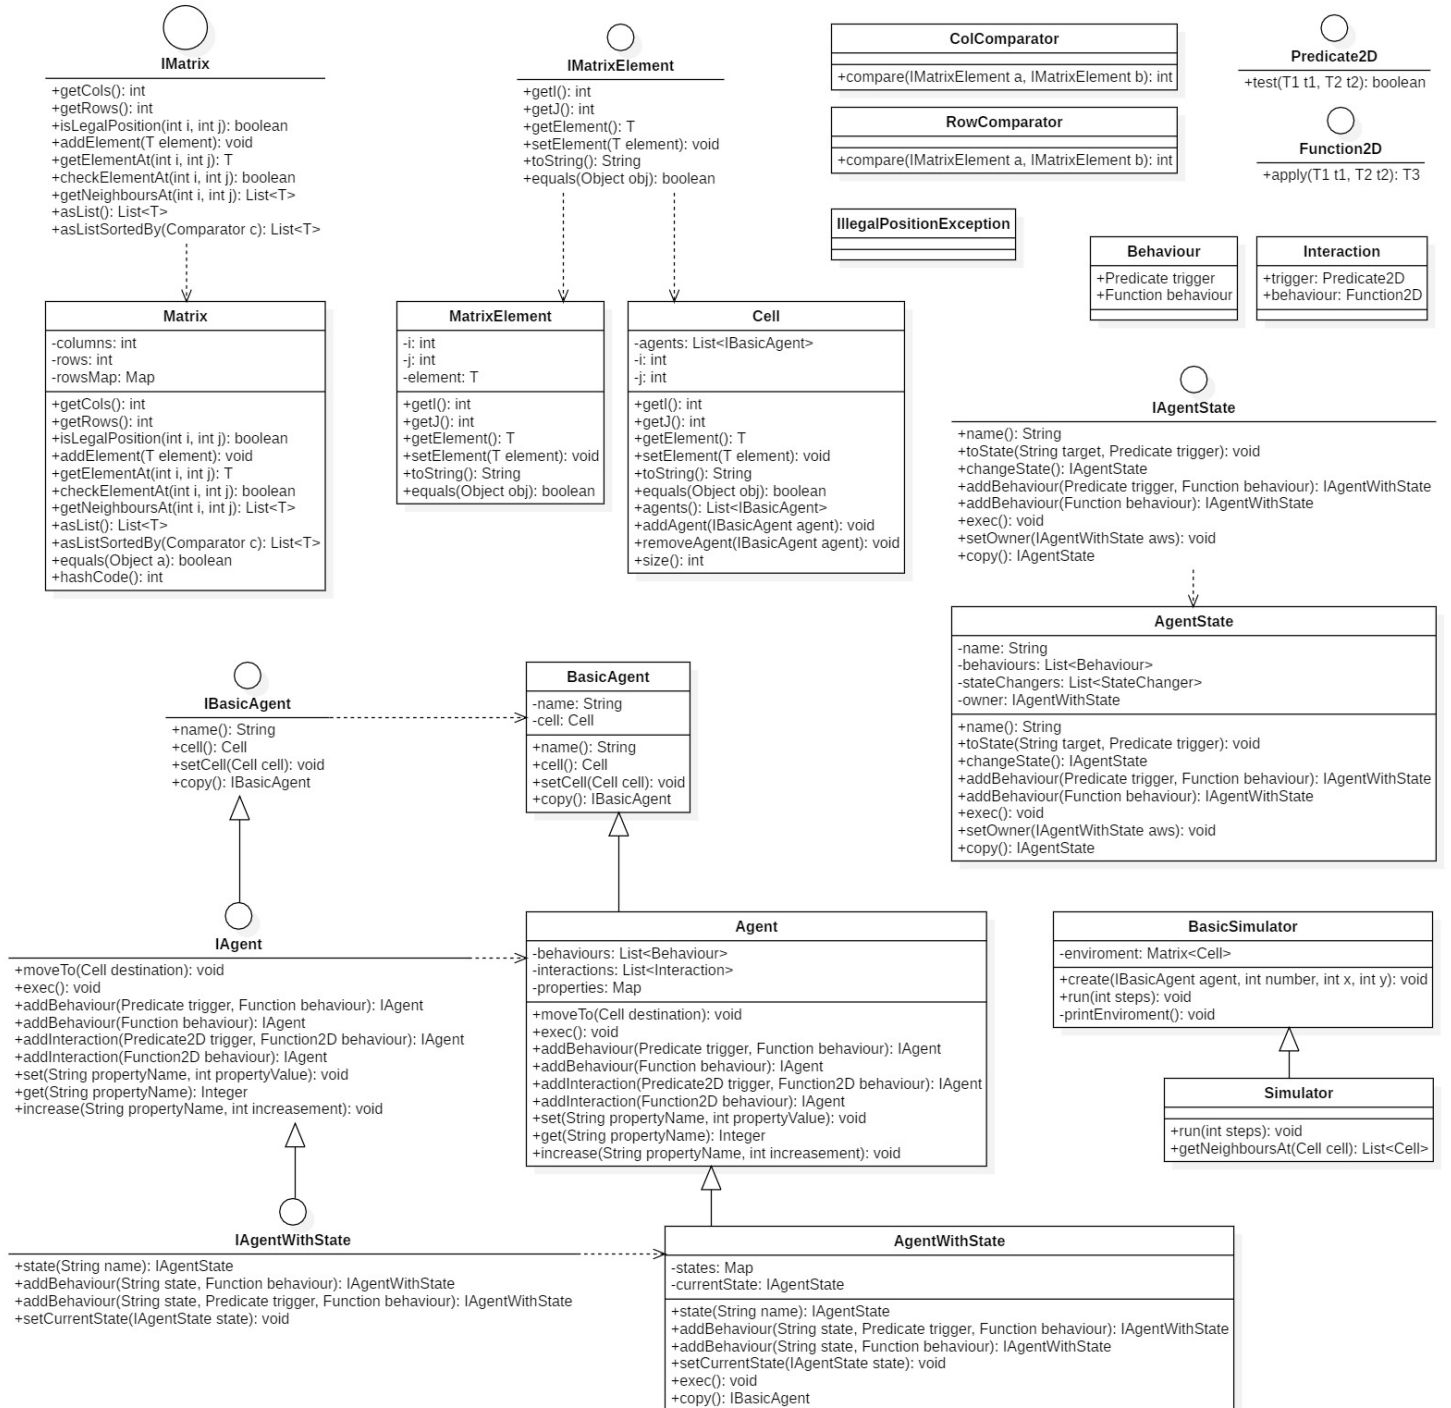 IMatrix
+getCols(): int
+getRows(): int
+isLegalPosition(int i, int j): boolean
+addElement(T element): void
+getElementAt(int i, int j): T
+checkElementAt(int i, int j): boolean
+getNeighboursAt(int i, int j): List<T>
+asList(): List<T>
+asListSortedBy(Comparator c): List<T>
IMatrixElement
+getI(): int
+getJ(): int
+getElement(): T
+setElement(T element): void
+toString(): String
+equals(Object obj): boolean
ColComparator
+compare(IMatrixElement a, IMatrixElement b): int
RowComparator
+compare(IMatrixElement a, IMatrixElement b): int
IllegalPositionException
Predicate2D
+test(T1 t1, T2 t2): boolean
Function2D
+apply(T1 t1, T2 t2): T3
Behaviour
+Predicate trigger
+Function behaviour
Interaction
+trigger: Predicate2D
+behaviour: Function2D
Matrix
-columns: int
-rows: int
-rowsMap: Map
+getCols(): int
+getRows(): int
+isLegalPosition(int i, int j): boolean
+addElement(T element): void
+getElementAt(int i, int j): T
+checkElementAt(int i, int j): boolean
+getNeighboursAt(int i, int j): List<T>
+asList(): List<T>
+asListSortedBy(Comparator c): List<T>
+equals(Object a): boolean
+hashCode(): int
MatrixElement
-i: int
-j: int
-element: T
+getI(): int
+getJ(): int
+getElement(): T
+setElement(T element): void
+toString(): String
+equals(Object obj): boolean
Cell
-agents: List<IBasicAgent>
-i: int
-j: int
+getI(): int
+getJ(): int
+getElement(): T
+setElement(T element): void
+toString(): String
+equals(Object obj): boolean
+agents(): List<IBasicAgent>
+addAgent(IBasicAgent agent): void
+removeAgent(IBasicAgent agent): void
+size(): int
IAgentState
+name(): String
+toState(String target, Predicate trigger): void
+changeState(): IAgentState
+addBehaviour(Predicate trigger, Function behaviour): IAgentWithState
+addBehaviour(Function behaviour): IAgentWithState
+exec(): void
+setOwner(IAgentWithState aws): void
+copy(): IAgentState
AgentState
-name: String
-behaviours: List<Behaviour>
-stateChangers: List<StateChanger>
-owner: IAgentWithState
+name(): String
+toState(String target, Predicate trigger): void
+changeState(): IAgentState
+addBehaviour(Predicate trigger, Function behaviour): IAgentWithState
+addBehaviour(Function behaviour): IAgentWithState
+exec(): void
+setOwner(IAgentWithState aws): void
+copy(): IAgentState
IBasicAgent
+name(): String
+cell(): Cell
+setCell(Cell cell): void
+copy(): IBasicAgent
BasicAgent
-name: String
-cell: Cell
+name(): String
+cell(): Cell
+setCell(Cell cell): void
+copy(): IBasicAgent
IAgent
+moveTo(Cell destination): void
+exec(): void
+addBehaviour(Predicate trigger, Function behaviour): IAgent
+addBehaviour(Function behaviour): IAgent
+addInteraction(Predicate2D trigger, Function2D behaviour): IAgent
+addInteraction(Function2D behaviour): IAgent
+set(String propertyName, int propertyValue): void
+get(String propertyName): Integer
+increase(String propertyName, int increasement): void
Agent
-behaviours: List<Behaviour>
-interactions: List<Interaction>
-properties: Map
+moveTo(Cell destination): void
+exec(): void
+addBehaviour(Predicate trigger, Function behaviour): IAgent
+addBehaviour(Function behaviour): IAgent
+addInteraction(Predicate2D trigger, Function2D behaviour): IAgent
+addInteraction(Function2D behaviour): IAgent
+set(String propertyName, int propertyValue): void
+get(String propertyName): Integer
+increase(String propertyName, int increasement): void
BasicSimulator
-enviroment: Matrix<Cell>
+create(IBasicAgent agent, int number, int x, int y): void
+run(int steps): void
-printEnviroment(): void
Simulator
+run(int steps): void
+getNeighboursAt(Cell cell): List<Cell>
IAgentWithState
+state(String name): IAgentState
+addBehaviour(String state, Function behaviour): IAgentWithState
+addBehaviour(String state, Predicate trigger, Function behaviour): IAgentWithState
+setCurrentState(IAgentState state): void
AgentWithState
-states: Map
-currentState: IAgentState
+state(String name): IAgentState
+addBehaviour(String state, Predicate trigger, Function behaviour): IAgentWithState
+addBehaviour(String state, Function behaviour): IAgentWithState
+setCurrentState(IAgentState state): void
+exec(): void
+copy(): IBasicAgent